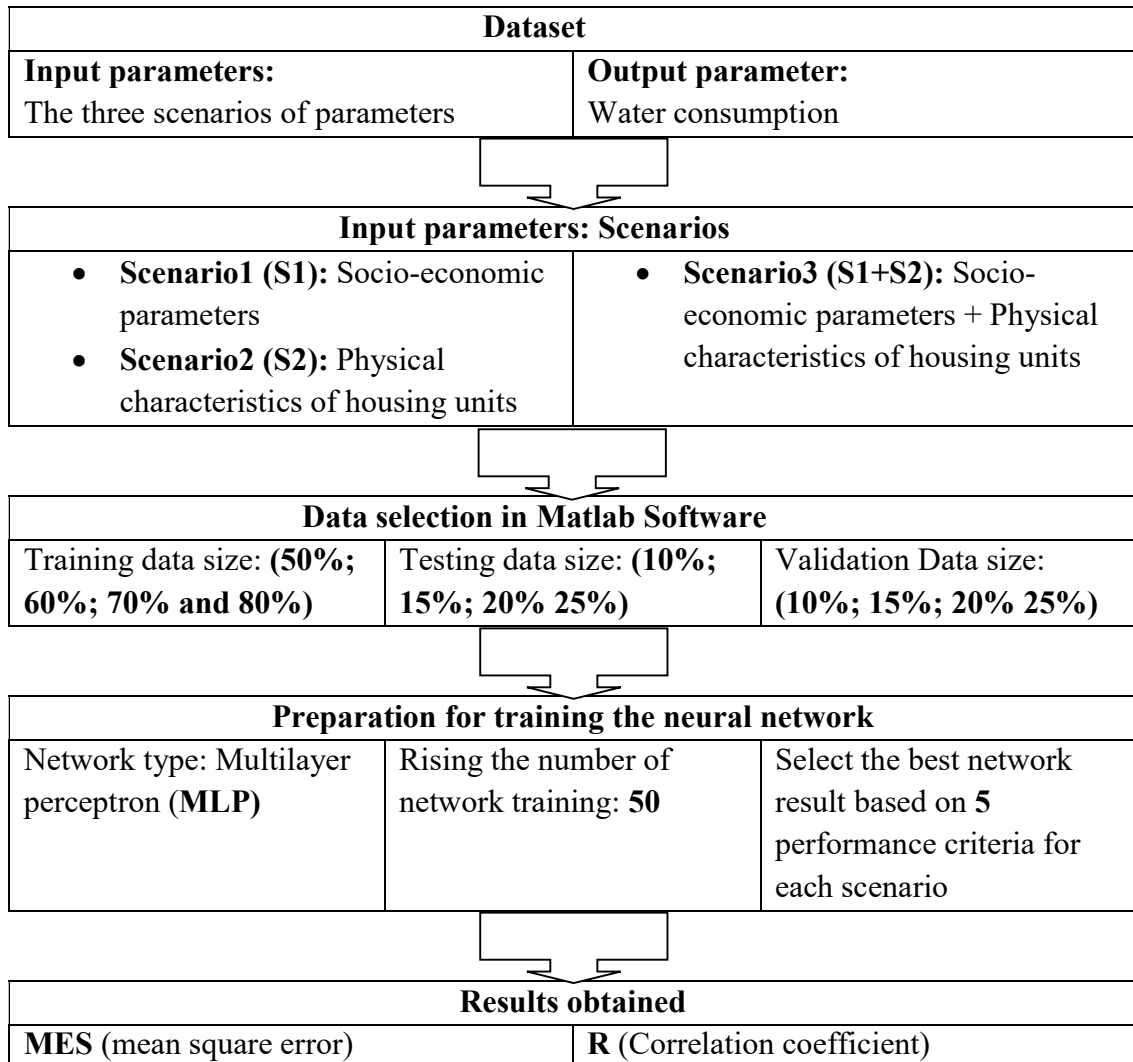 Dataset
Input parameters:
The three scenarios of parameters
Output parameter:
Water consumption
Input parameters: Scenarios
• Scenario1 (S1): Socio-economic
parameters
• Scenario2 (S2): Physical
characteristics of housing units
• Scenario3 (S1+S2): Socio-
economic parameters + Physical
characteristics of housing units
Data selection in Matlab Software
Training data size: (50%;
60%; 70% and 80%)
Testing data size: (10%;
15%; 20% 25%)
Validation Data size:
(10%; 15%; 20% 25%)
Preparation for training the neural network
Network type: Multilayer
perceptron (MLP)
Rising the number of
network training: 50
Select the best network
result based on 5
performance criteria for
each scenario
Results obtained
MES (mean square error)
R (Correlation coefficient)